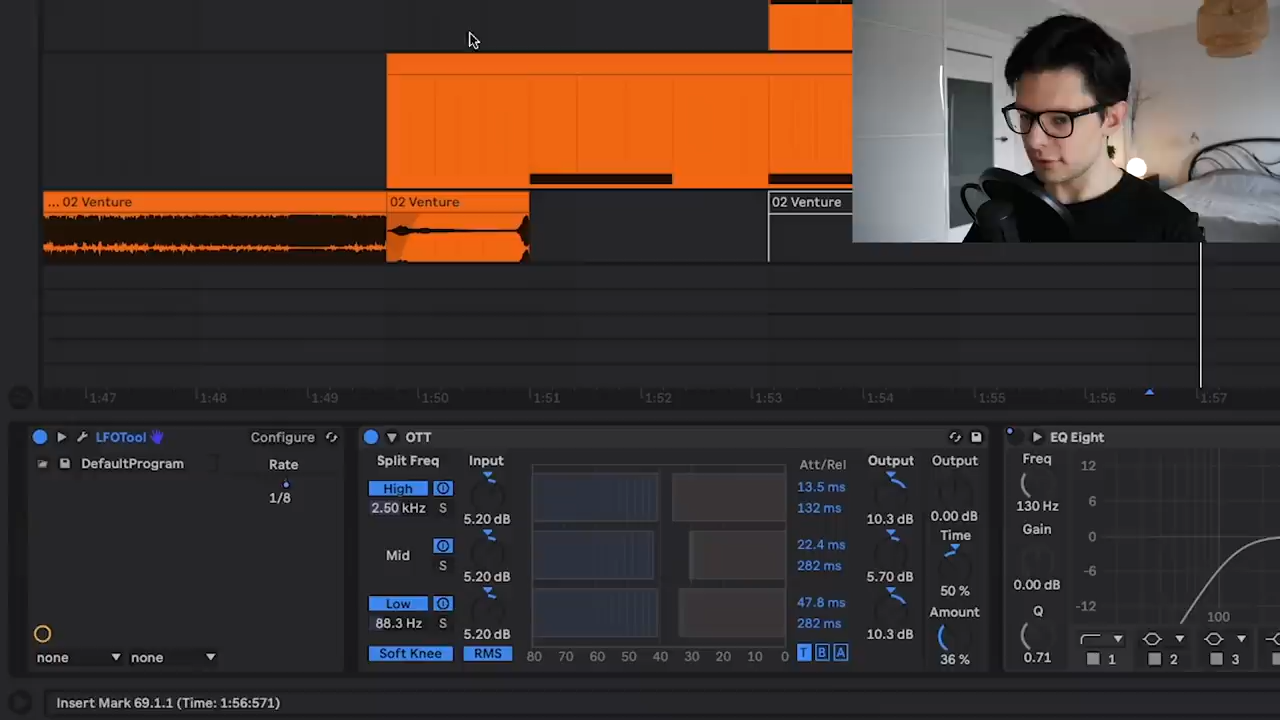 ... 02 Venture
02 Venture
02 Venture
1:47
1:48
1:49
1:50
1:51
1:52
1:53
1:54
1:55
1:56
1:57
LFOTool
Configure
DefaultProgram
Rate
1/8
none
none
OTT
Split Freq
Input
Att/Rel
Output
Output
High
2.50 kHz
S
5.20 dB
13.5 ms
132 ms
10.3 dB
0.00 dB
Time
Mid
S
5.20 dB
22.4 ms
282 ms
5.70 dB
50 %
Low
88.3 Hz
S
5.20 dB
47.8 ms
282 ms
10.3 dB
Amount
36 %
Soft Knee
RMS
80
70
60
50
40
30
20
10
0
T
B
A
EQ Eight
Freq
130 Hz
Gain
0.00 dB
Q
0.71
12
6
0
-6
-12
100
1
2
3
Insert Mark 69.1.1 (Time: 1:56:571)